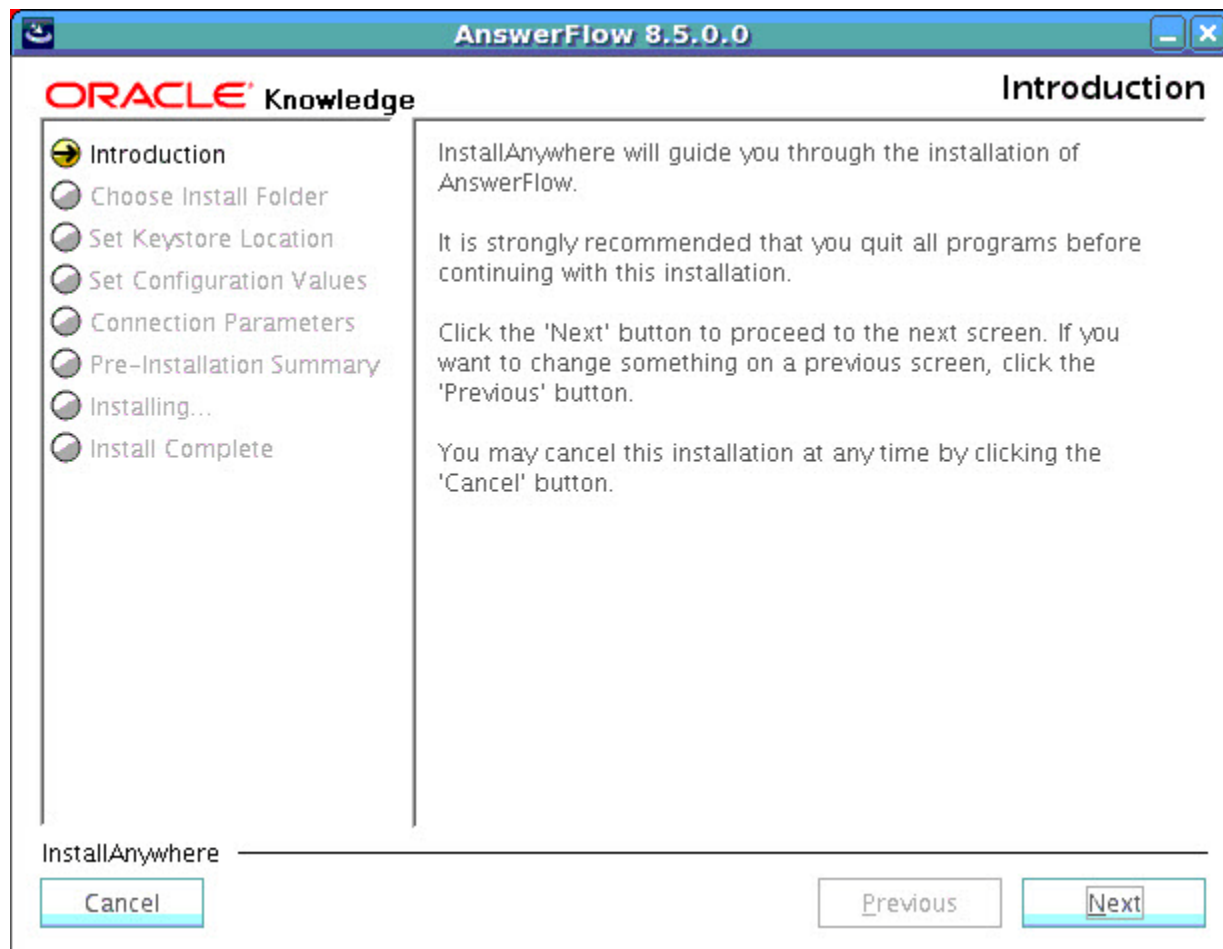 AnswerFlow 8.5.0.0
ORACLE Knowledge
Introduction
Introduction
Choose Install Folder
Set Keystore Location
Set Configuration Values
Connection Parameters
Pre-Installation Summary
Installing...
Install Complete
InstallAnywhere will guide you through the installation of
AnswerFlow.
It is strongly recommended that you quit all programs before
continuing with this installation.
Click the 'Next' button to proceed to the next screen. If you
want to change something on a previous screen, click the
'Previous' button.
You may cancel this installation at any time by clicking the
'Cancel' button.
InstallAnywhere
Cancel
Previous
Next